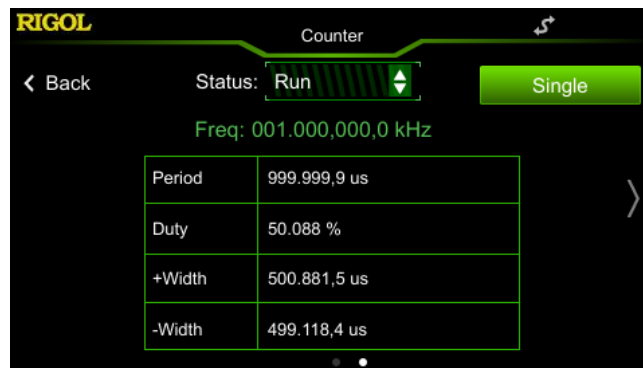 RIGOL
Counter
Back Status: Run Single
Freq: 001.000,000,0 kHz
Period 999.999,9 us
Duty 50.088 %
+Width 500.881,5 us
-Width 499.118,4 us